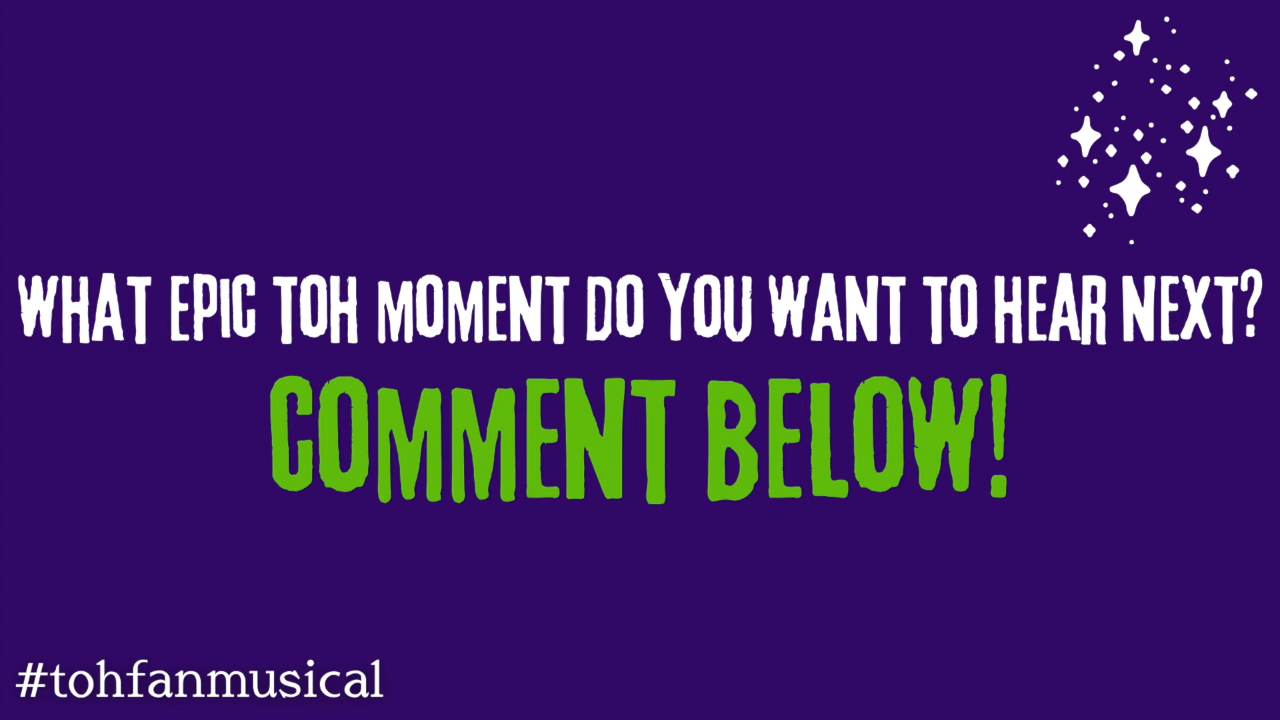 WHAT EPIC TOH MOMENT DO YOU WANT TO HEAR NEXT?
COMMENT BELOW!
#tohfanmusical